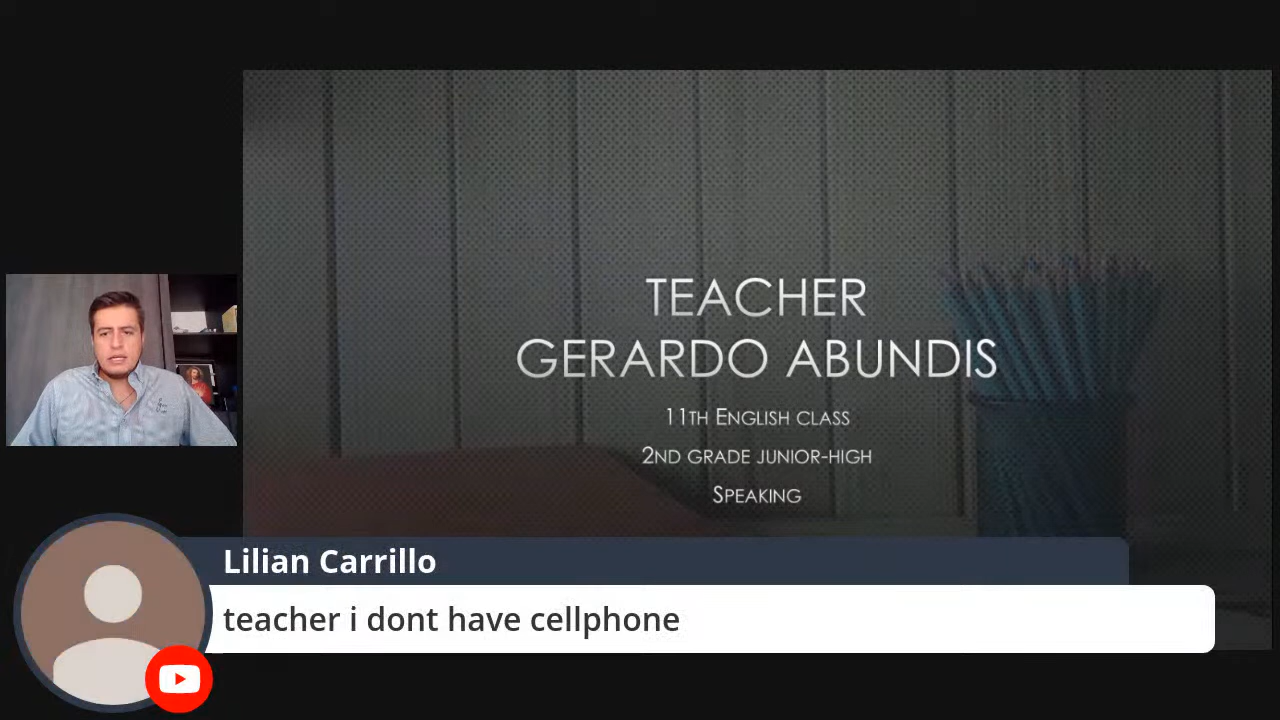 TEACHER
GERARDO ABUNDIS
11TH ENGLISH CLASS
2ND GRADE JUNIOR-HIGH
SPEAKING
Lilian Carrillo
teacher i dont have cellphone